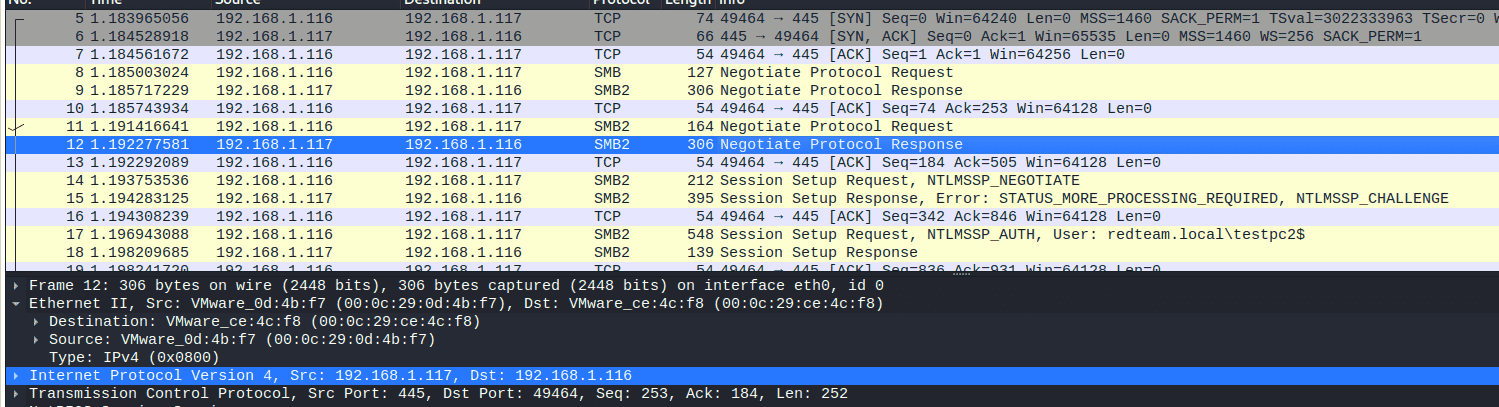 No. Time Source Destination Protocol Length Info
5 1.183965056 192.168.1.116 192.168.1.117 TCP 74 49464 → 445 [SYN] Seq=0 Win=64240 Len=0 MSS=1460 SACK_PERM=1 TSval=3022333963 TSecr=0 W
6 1.184528918 192.168.1.117 192.168.1.116 TCP 66 445 → 49464 [SYN, ACK] Seq=0 Ack=1 Win=65535 Len=0 MSS=1460 WS=256 SACK_PERM=1
7 1.184561672 192.168.1.116 192.168.1.117 TCP 54 49464 → 445 [ACK] Seq=1 Ack=1 Win=64256 Len=0
8 1.185003024 192.168.1.116 192.168.1.117 SMB 127 Negotiate Protocol Request
9 1.185717229 192.168.1.117 192.168.1.116 SMB2 306 Negotiate Protocol Response
10 1.185743934 192.168.1.116 192.168.1.117 TCP 54 49464 → 445 [ACK] Seq=74 Ack=253 Win=64128 Len=0
11 1.191416641 192.168.1.116 192.168.1.117 SMB2 164 Negotiate Protocol Request
12 1.192277581 192.168.1.117 192.168.1.116 SMB2 306 Negotiate Protocol Response
13 1.192292089 192.168.1.116 192.168.1.117 TCP 54 49464 → 445 [ACK] Seq=184 Ack=505 Win=64128 Len=0
14 1.193753536 192.168.1.116 192.168.1.117 SMB2 212 Session Setup Request, NTLMSSP_NEGOTIATE
15 1.194283125 192.168.1.117 192.168.1.116 SMB2 395 Session Setup Response, Error: STATUS_MORE_PROCESSING_REQUIRED, NTLMSSP_CHALLENGE
16 1.194308239 192.168.1.116 192.168.1.117 TCP 54 49464 → 445 [ACK] Seq=342 Ack=846 Win=64128 Len=0
17 1.196943088 192.168.1.116 192.168.1.117 SMB2 548 Session Setup Request, NTLMSSP_AUTH, User: redteam.local\testpc2$
18 1.198209685 192.168.1.117 192.168.1.116 SMB2 139 Session Setup Response
19 1.198241720 192.168.1.116 192.168.1.117 TCP 54 49464 → 445 [ACK] Seq=836 Ack=931 Win=64128 Len=0
Frame 12: 306 bytes on wire (2448 bits), 306 bytes captured (2448 bits) on interface eth0, id 0
Ethernet II, Src: VMware_0d:4b:f7 (00:0c:29:0d:4b:f7), Dst: VMware_ce:4c:f8 (00:0c:29:ce:4c:f8)
Destination: VMware_ce:4c:f8 (00:0c:29:ce:4c:f8)
Source: VMware_0d:4b:f7 (00:0c:29:0d:4b:f7)
Type: IPv4 (0x0800)
Internet Protocol Version 4, Src: 192.168.1.117, Dst: 192.168.1.116
Transmission Control Protocol, Src Port: 445, Dst Port: 49464, Seq: 253, Ack: 184, Len: 252